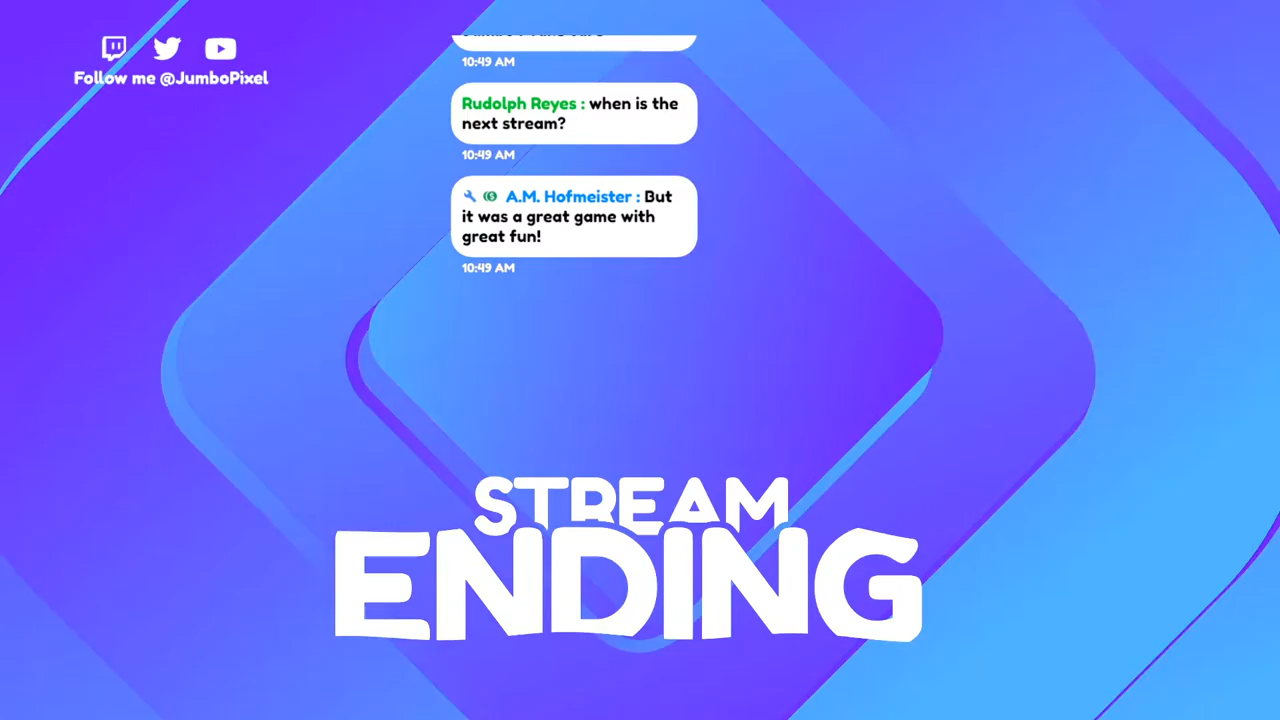 Follow me @JumboPixel
10:49 AM
Rudolph Reyes : when is the
next stream?
10:49 AM
A.M. Hofmeister : But
it was a great game with
great fun!
10:49 AM
STREAM
ENDING